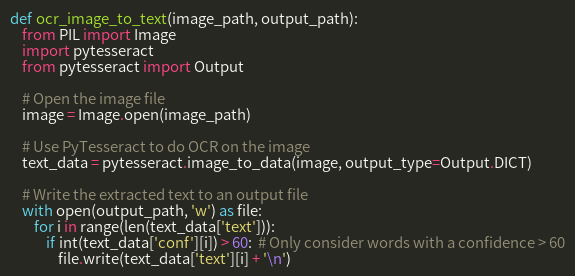 def ocr_image_to_text(image_path, output_path):
    from PIL import Image
    import pytesseract
    from pytesseract import Output

    # Open the image file
    image = Image.open(image_path)

    # Use PyTesseract to do OCR on the image
    text_data = pytesseract.image_to_data(image, output_type=Output.DICT)

    # Write the extracted text to an output file
    with open(output_path, 'w') as file:
        for i in range(len(text_data['text'])):
            if int(text_data['conf'][i]) > 60:  # Only consider words with a confidence > 60
                file.write(text_data['text'][i] + '\n')